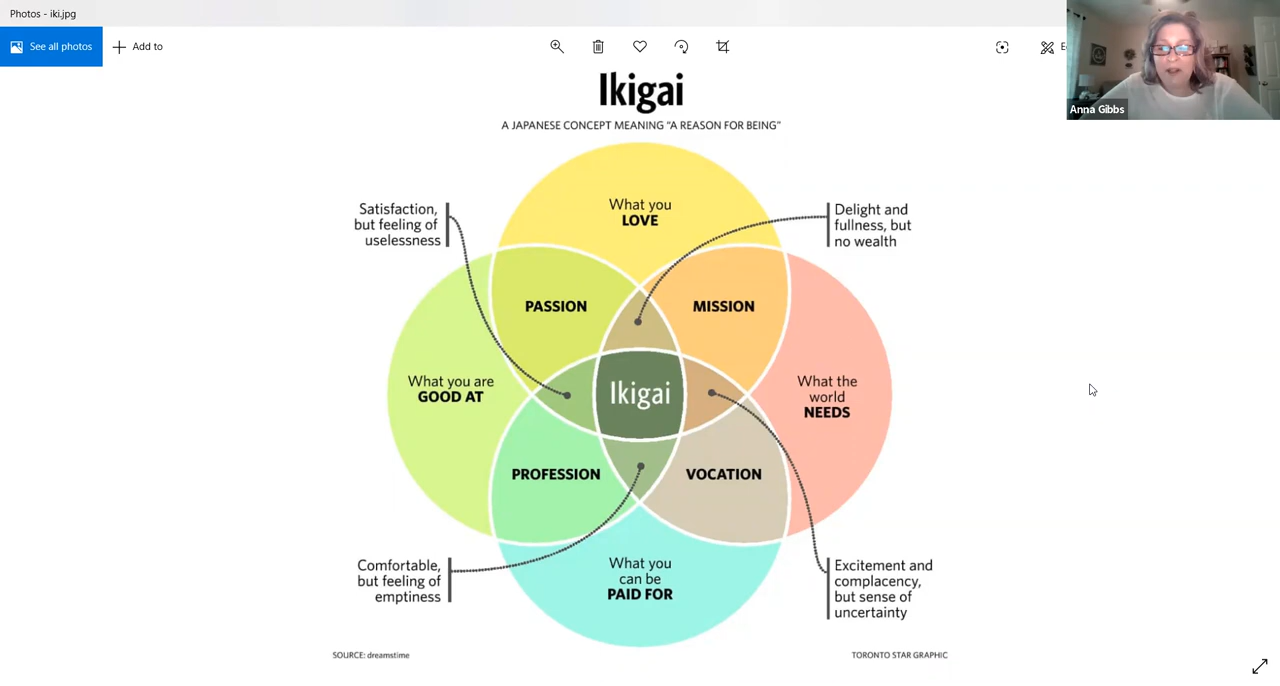 Photos - iki.jpg
See all photos
Add to
E
Anna Gibbs
Ikigai
A JAPANESE CONCEPT MEANING "A REASON FOR BEING"
What you
LOVE
Satisfaction,
but feeling of
uselessness
Delight and
fullness, but
no wealth
PASSION
MISSION
What you are
GOOD AT
Ikigai
What the
world
NEEDS
PROFESSION
VOCATION
Comfortable,
but feeling of
emptiness
What you
can be
PAID FOR
Excitement and
complacency,
but sense of
uncertainty
SOURCE: dreamstime
TORONTO STAR GRAPHIC